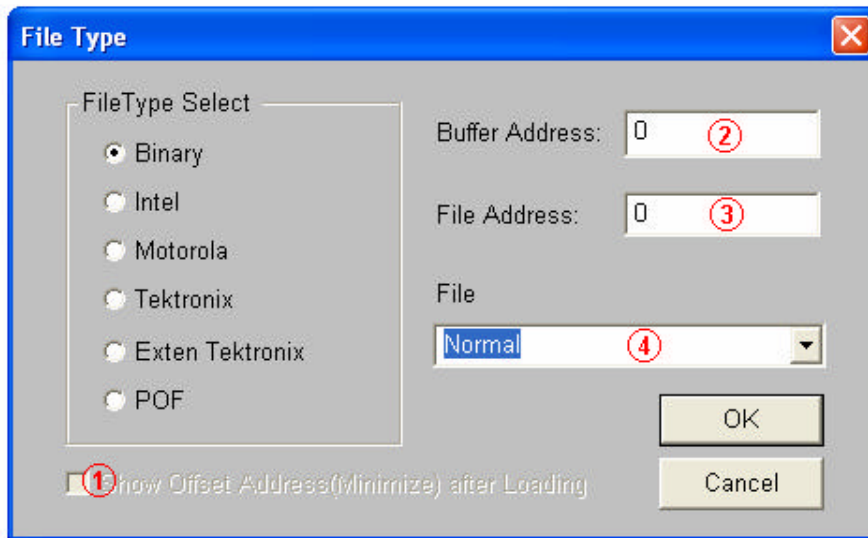 File Type
FileType Select
Binary
Intel
Motorola
Tektronix
Exten Tektronix
POF
Buffer Address: 0 ②
File Address: 0 ③
File
Normal ④
OK
① Show Offset Address(Minimize) after Loading
Cancel